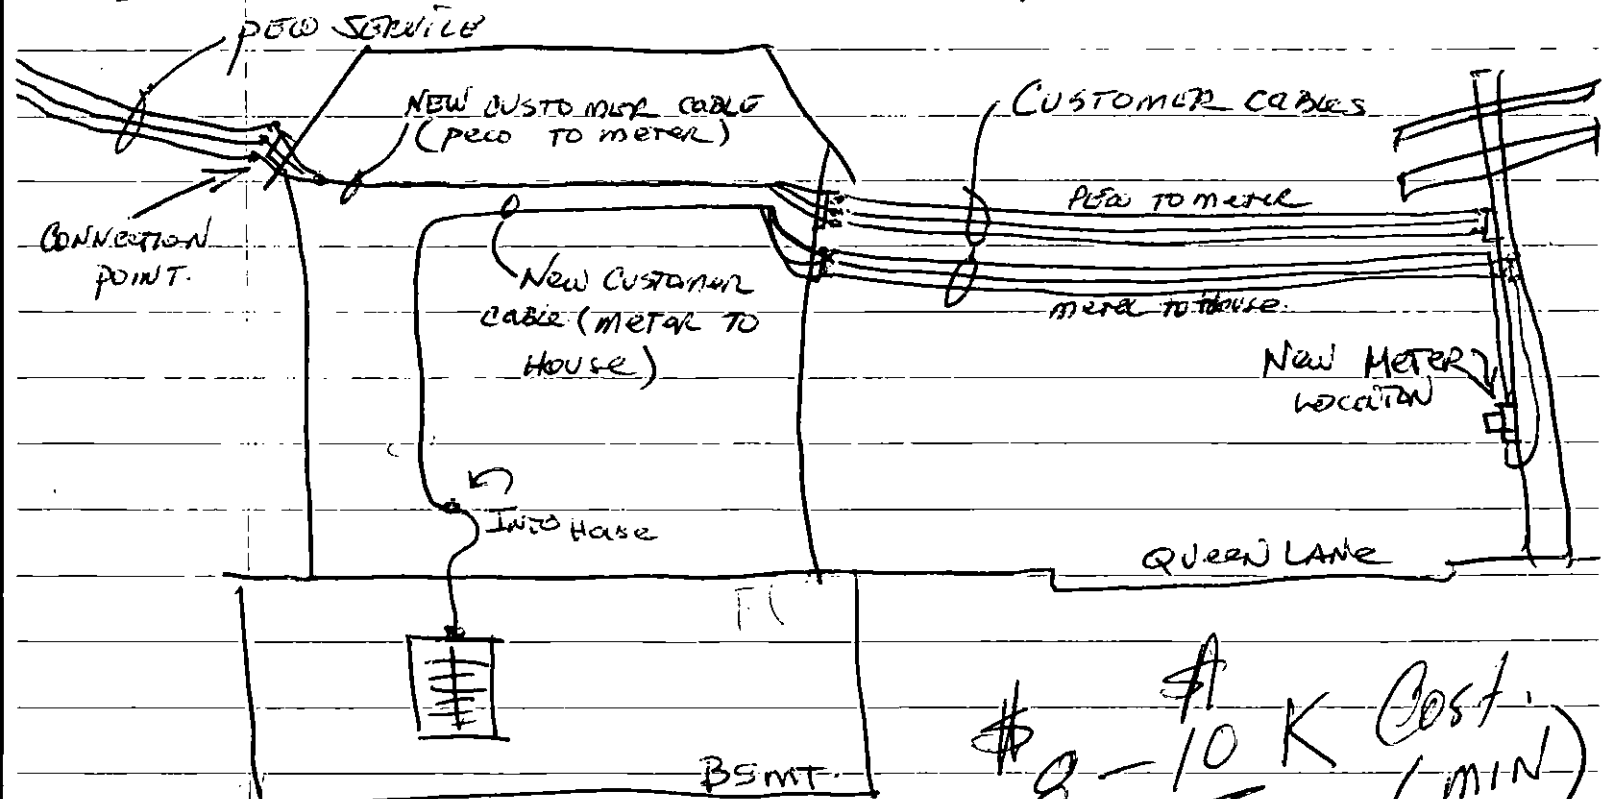 PECO SERVICE
NEW CUSTOMER CABLE
(PECO TO METER)
CUSTOMER CABLES
PECO TO METER
CONNECTION
POINT.
NEW CUSTOMER
CABLE (METER TO
HOUSE)
METER TO HOUSE.
NEW METER
LOCATION
INTO HOUSE
QUEEN LANE
$
$ 8-10 K Cost.
(MIN)
BSMT.